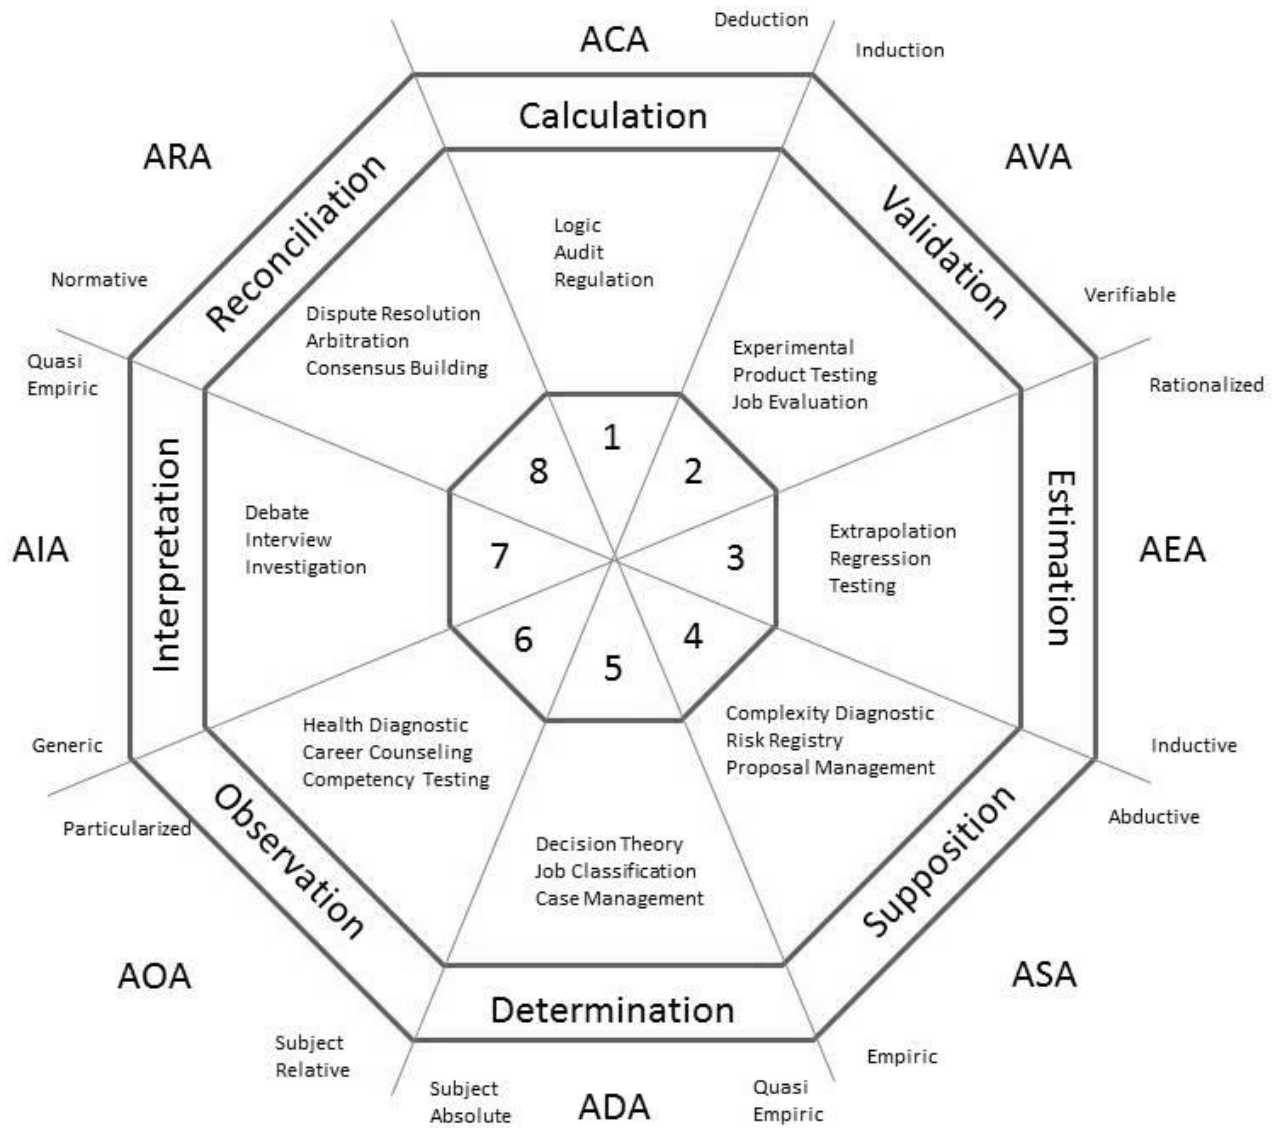 Deduction
ACA
Induction
Calculation
ARA
AVA
Reconciliation
Validation
Logic
Audit
Regulation
Normative
Verifiable
Dispute Resolution
Arbitration
Consensus Building
Quasi
Empiric
Experimental
Product Testing
Job Evaluation
Rationalized
1
8
2
Interpretation
Estimation
Debate
Interview
Investigation
AIA
7
3
Extrapolation
Regression
Testing
AEA
6
4
5
Health Diagnostic
Career Counseling
Competency Testing
Complexity Diagnostic
Risk Registry
Proposal Management
Generic
Inductive
Particularized
Abductive
Observation
Supposition
Decision Theory
Job Classification
Case Management
AOA
ASA
Determination
Subject
Relative
Empiric
Subject
Absolute
ADA
Quasi
Empiric